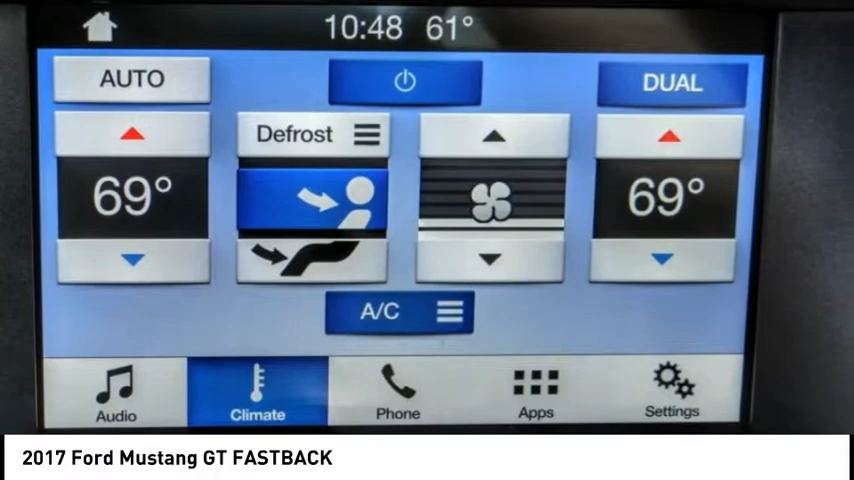 10:48 61°
AUTO
DUAL
Defrost
69°
69°
A/C
Audio
Climate
Phone
Apps
Settings
2017 Ford Mustang GT FASTBACK